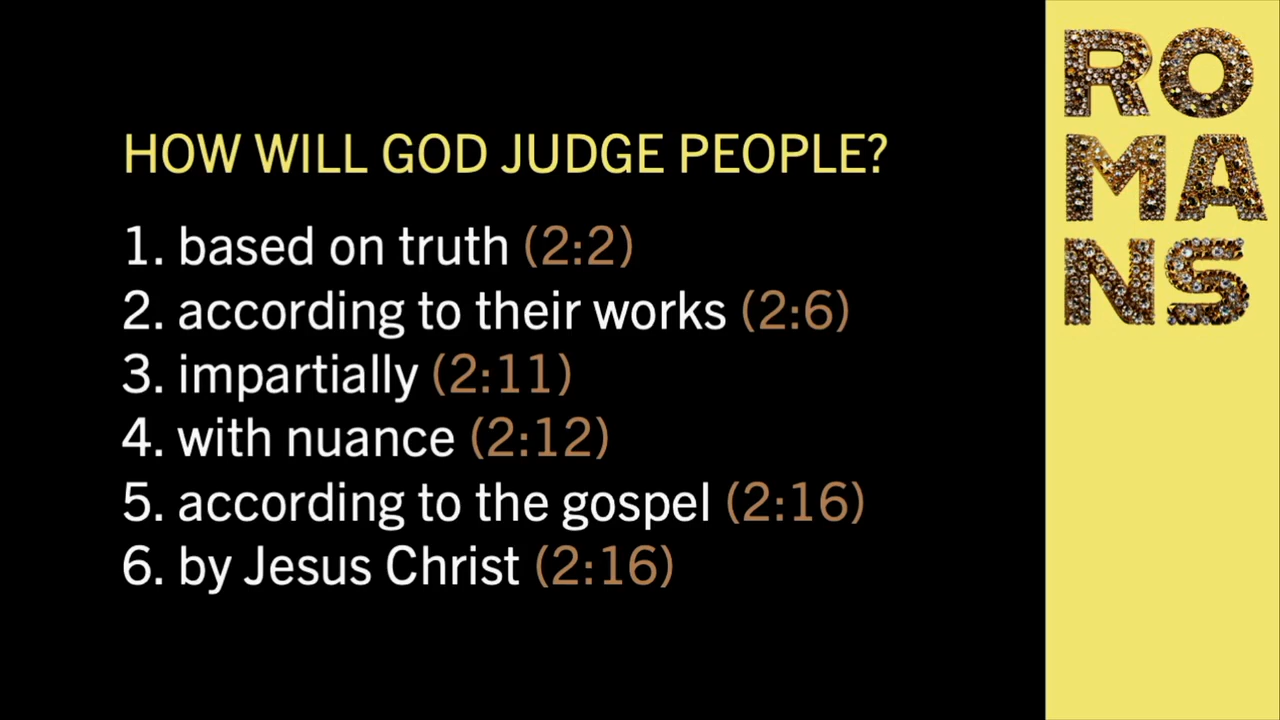 HOW WILL GOD JUDGE PEOPLE?
1. based on truth (2:2)
2. according to their works (2:6)
3. impartially (2:11)
4. with nuance (2:12)
5. according to the gospel (2:16)
6. by Jesus Christ (2:16)
RO
MA
NS